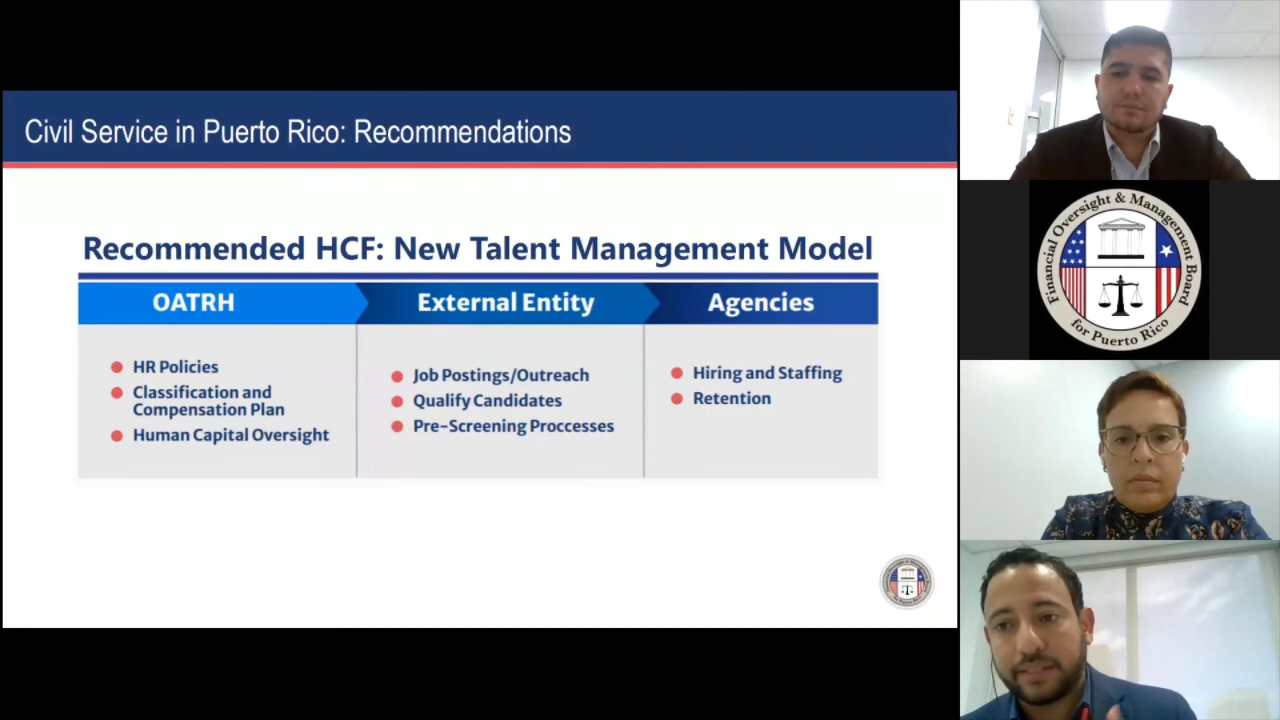 Civil Service in Puerto Rico: Recommendations
Recommended HCF: New Talent Management Model
OATRH
External Entity
Agencies
HR Policies
Classification and
Compensation Plan
Human Capital Oversight
Job Postings/Outreach
Qualify Candidates
Pre-Screening Proccesses
Hiring and Staffing
Retention
Financial Oversight & Management Board
for Puerto Rico